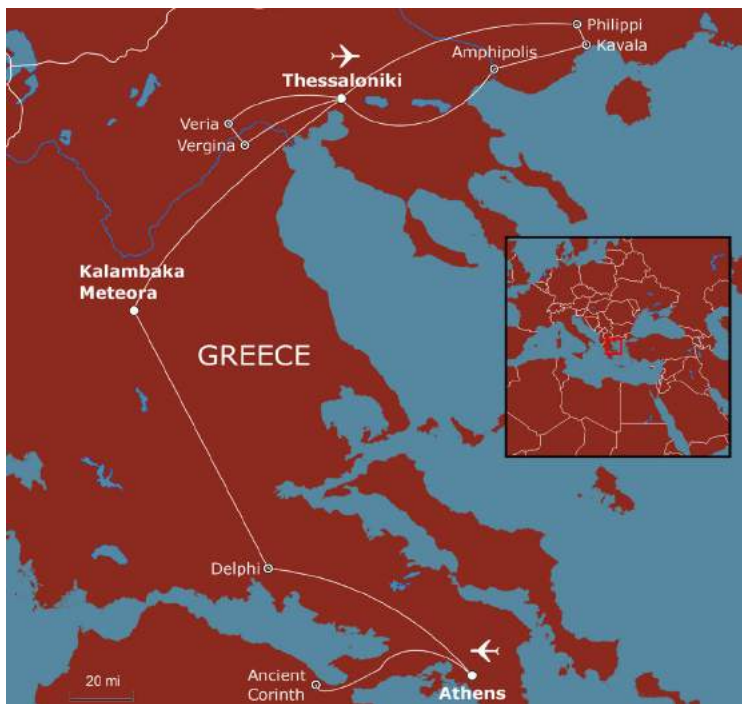 Philippi
Kavala
Amphipolis
Thessaloniki
Veria
Vergina
Kalambaka
Meteora
GREECE
Delphi
Ancient
Corinth
Athens
20 mi